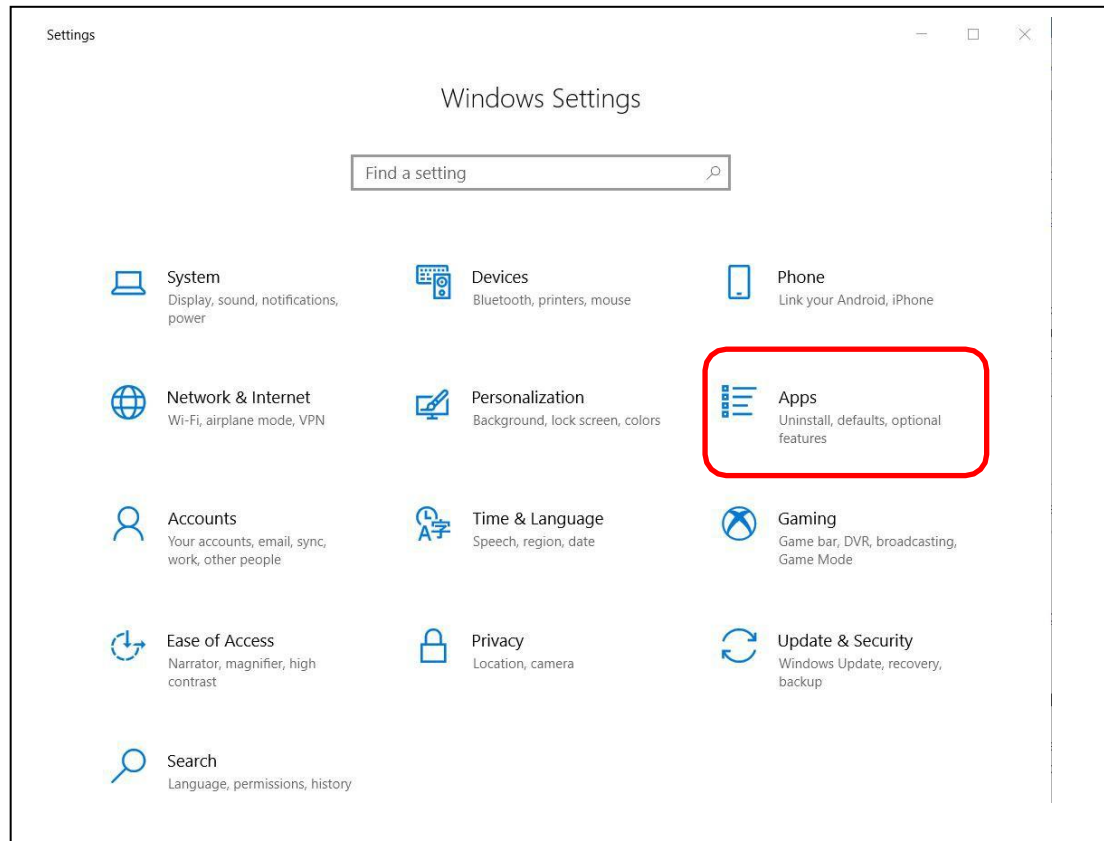 Settings
Windows Settings
Find a setting
System
Display, sound, notifications,
power
Devices
Bluetooth, printers, mouse
Phone
Link your Android, iPhone
Network & Internet
Wi-Fi, airplane mode, VPN
Personalization
Background, lock screen, colors
Apps
Uninstall, defaults, optional
features
Accounts
Your accounts, email, sync,
work, other people
Time & Language
Speech, region, date
Gaming
Game bar, DVR, broadcasting,
Game Mode
Ease of Access
Narrator, magnifier, high
contrast
Privacy
Location, camera
Update & Security
Windows Update, recovery,
backup
Search
Language, permissions, history